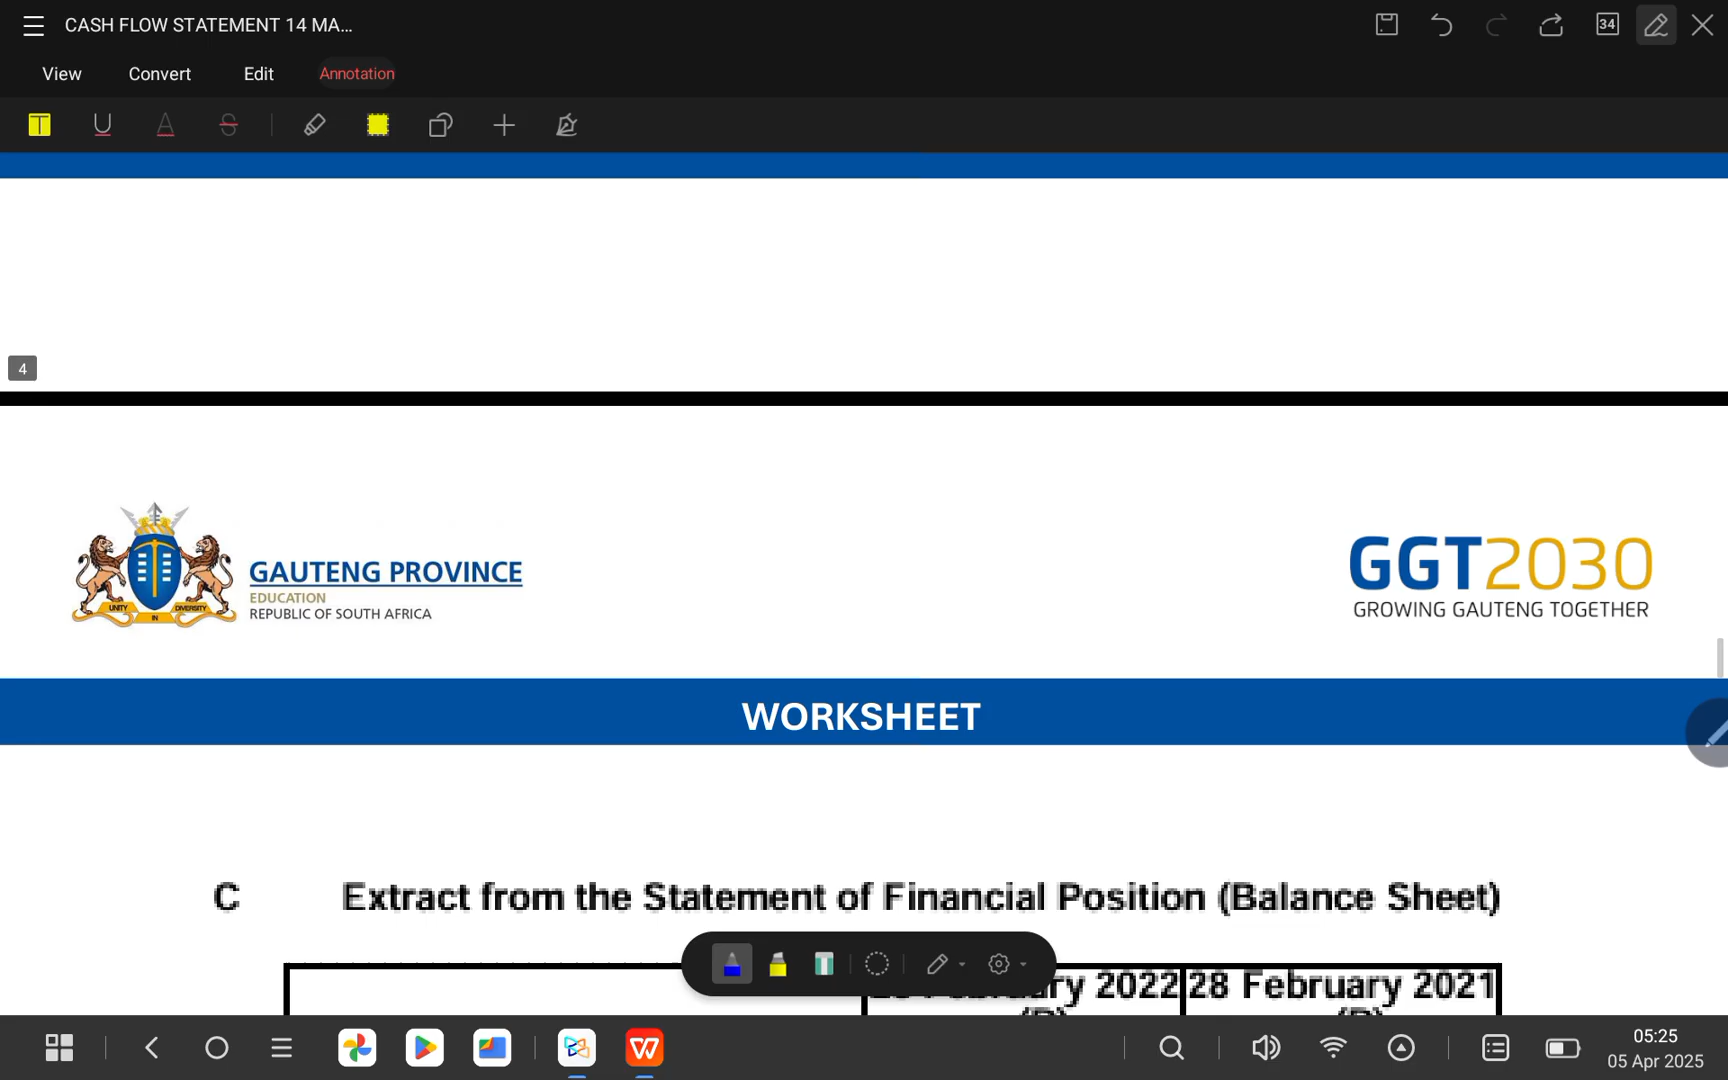 CASH FLOW STATEMENT 14 MA...
34
View Convert Edit Annotation
T U A S
4
UNITY IN DIVERSITY
GAUTENG PROVINCE
EDUCATION
REPUBLIC OF SOUTH AFRICA
GGT2030
GROWING GAUTENG TOGETHER
WORKSHEET
C Extract from the Statement of Financial Position (Balance Sheet)
February 2022 28 February 2021
05:25
05 Apr 2025